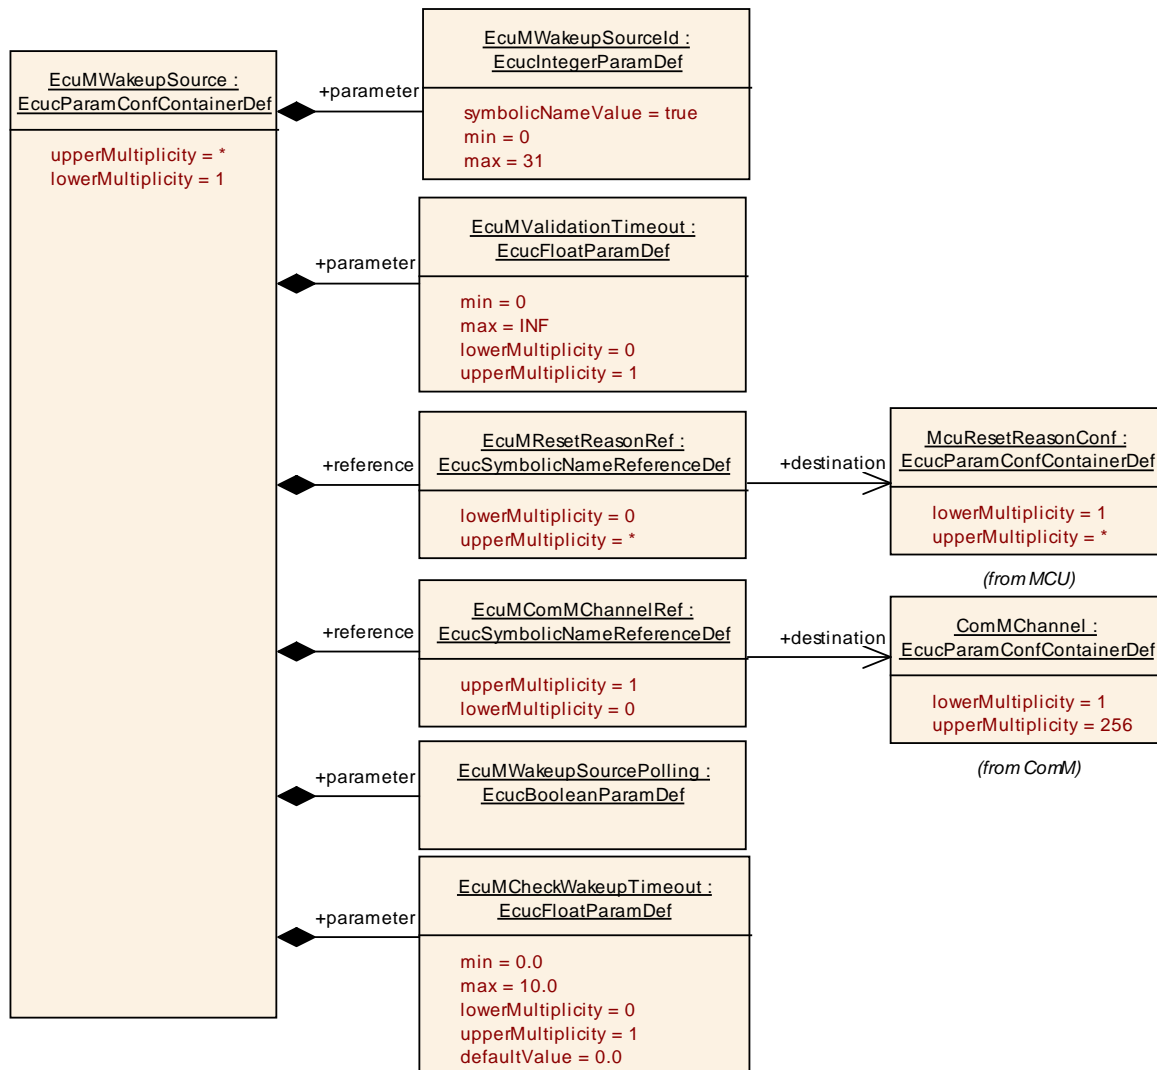 EcuMWakeupSource :
EcucParamConfContainerDef
upperMultiplicity = *
lowerMultiplicity = 1
+parameter
EcuMWakeupSourceId :
EcucIntegerParamDef
symbolicNameValue = true
min = 0
max = 31
+parameter
EcuMValidationTimeout :
EcucFloatParamDef
min = 0
max = INF
lowerMultiplicity = 0
upperMultiplicity = 1
+reference
EcuMResetReasonRef :
EcucSymbolicNameReferenceDef
lowerMultiplicity = 0
upperMultiplicity = *
+destination
McuResetReasonConf :
EcucParamConfContainerDef
lowerMultiplicity = 1
upperMultiplicity = *
(from MCU)
+reference
EcuMComMChannelRef :
EcucSymbolicNameReferenceDef
upperMultiplicity = 1
lowerMultiplicity = 0
+destination
ComMChannel :
EcucParamConfContainerDef
lowerMultiplicity = 1
upperMultiplicity = 256
(from ComM)
+parameter
EcuMWakeupSourcePolling :
EcucBooleanParamDef
+parameter
EcuMCheckWakeupTimeout :
EcucFloatParamDef
min = 0.0
max = 10.0
lowerMultiplicity = 0
upperMultiplicity = 1
defaultValue = 0.0